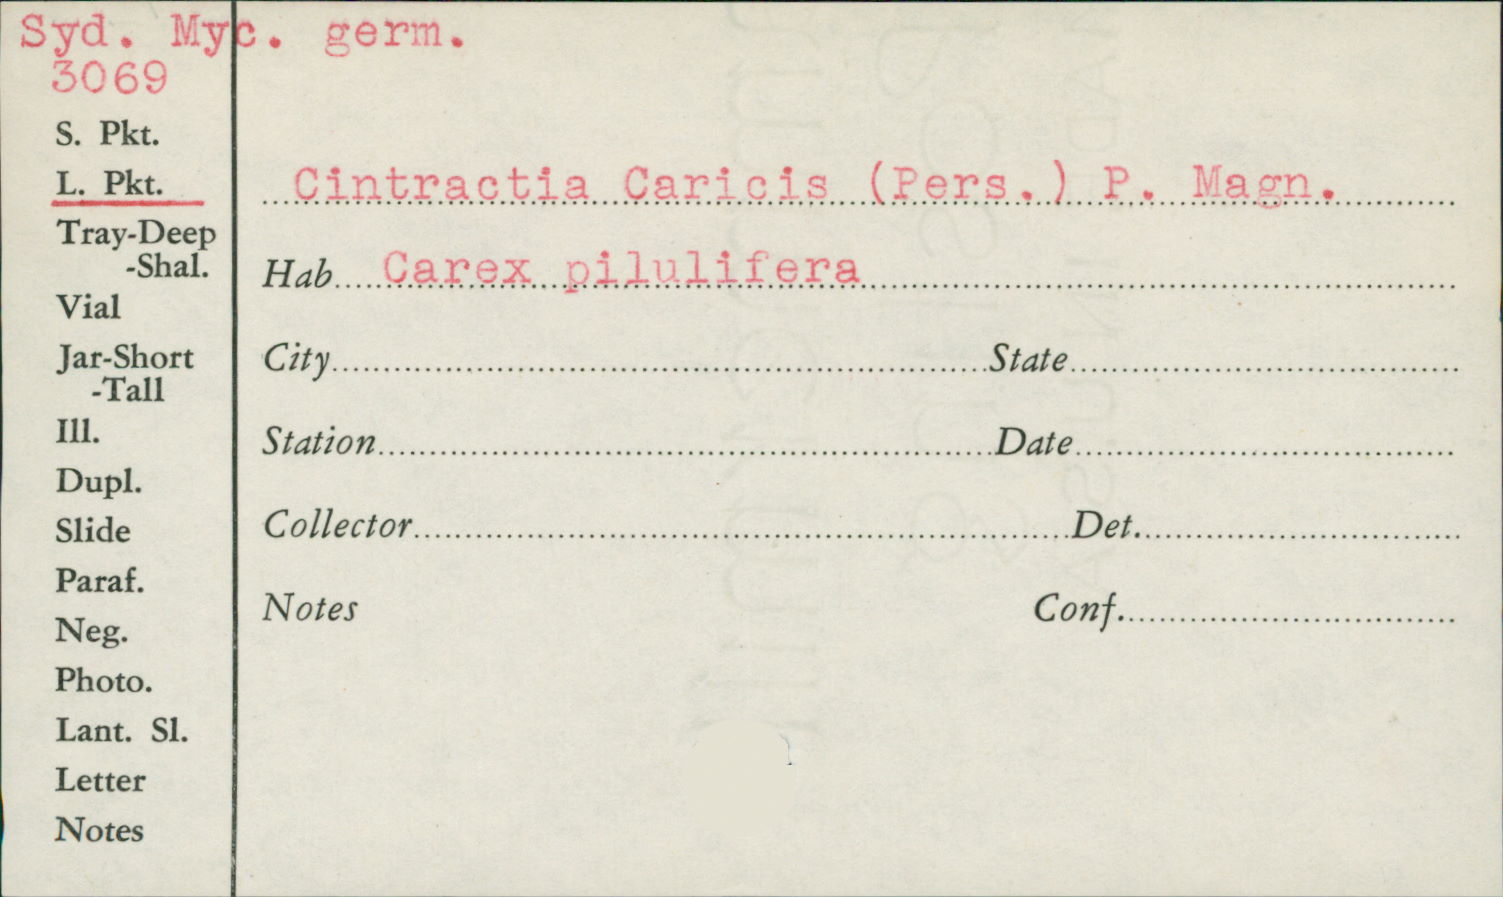 Syd. Myc. germ.
3069
S. Pkt.
L. Pkt.
Tray-Deep
-Shal.
Vial
Jar-Short
-Tall
Ill.
Dupl.
Slide
Paraf.
Neg.
Photo.
Lant. Sl.
Letter
Notes
Cintractia Caricis (Pers.) P. Magn.
Hab. Carex pilulifera
City State
Station Date
Collector Det.
Notes Conf.